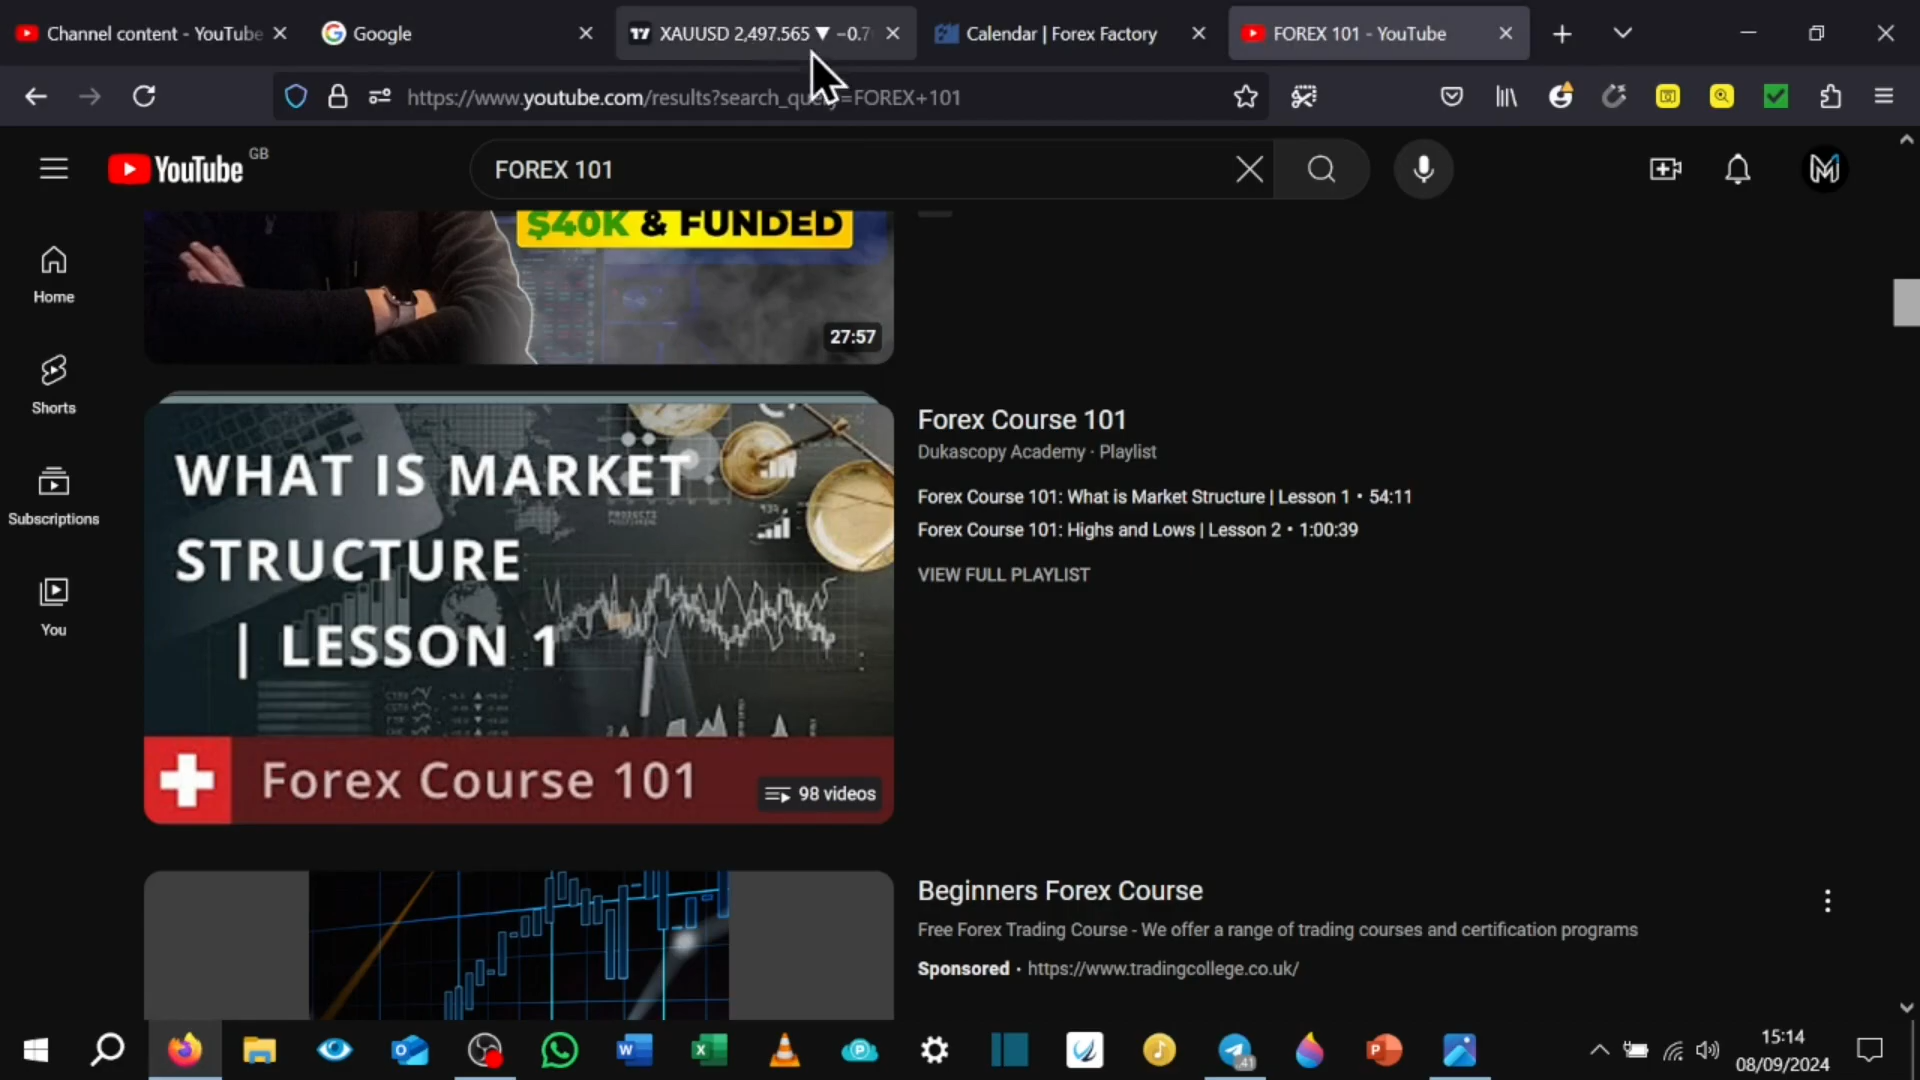 Channel content - YouTube
Google
XAUUSD 2,497.565 ▼ −0.7
Calendar | Forex Factory
FOREX 101 - YouTube
https://www.youtube.com/results?search_query=FOREX+101
YouTube GB
FOREX 101
Home
Shorts
Subscriptions
You
$40K & FUNDED
27:57
WHAT IS MARKET
STRUCTURE
| LESSON 1
PRODUCTS
Forex Course 101
98 videos
Forex Course 101
Dukascopy Academy · Playlist
Forex Course 101: What is Market Structure | Lesson 1 • 54:11
Forex Course 101: Highs and Lows | Lesson 2 • 1:00:39
VIEW FULL PLAYLIST
Beginners Forex Course
Free Forex Trading Course - We offer a range of trading courses and certification programs
Sponsored · https://www.tradingcollege.co.uk/
41
15:14
08/09/2024